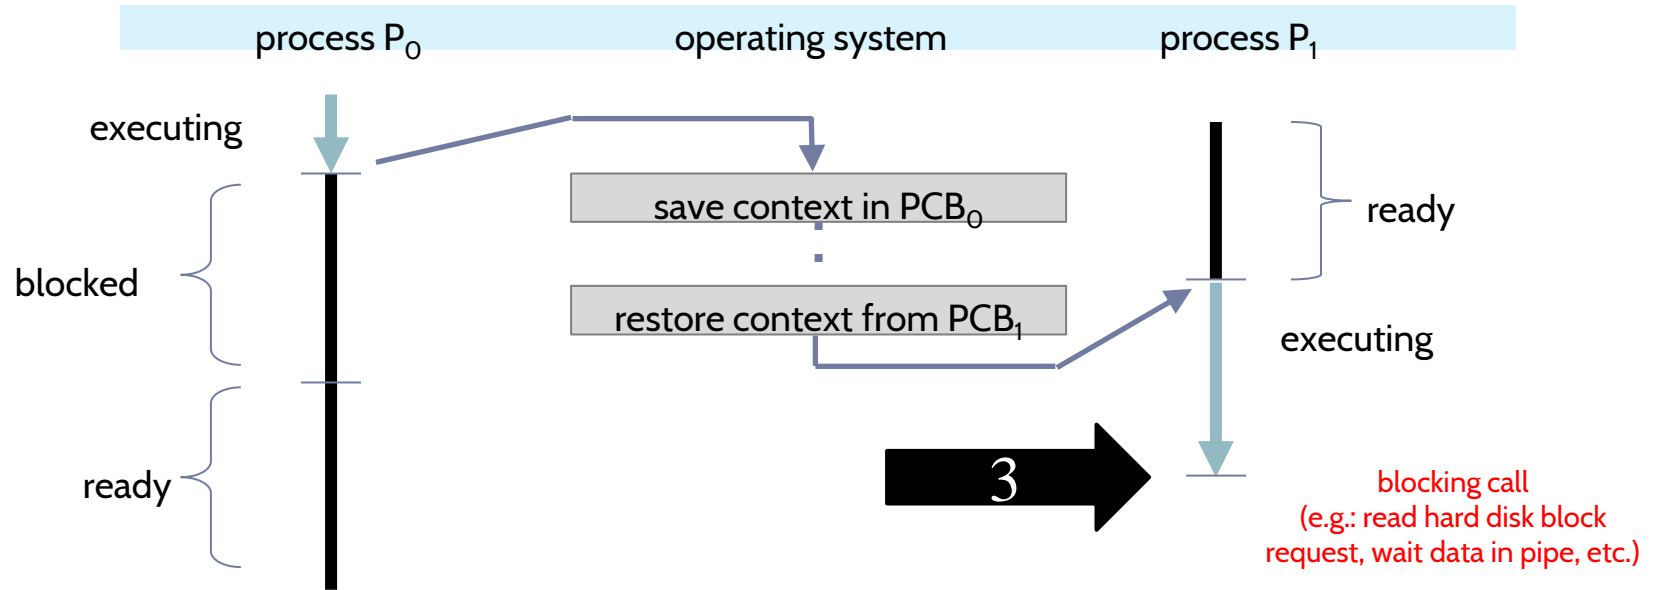 process P₀
operating system
process P₁
executing
save context in PCB₀
ready
blocked
restore context from PCB₁
executing
3
ready
blocking call
(e.g.: read hard disk block
request, wait data in pipe, etc.)